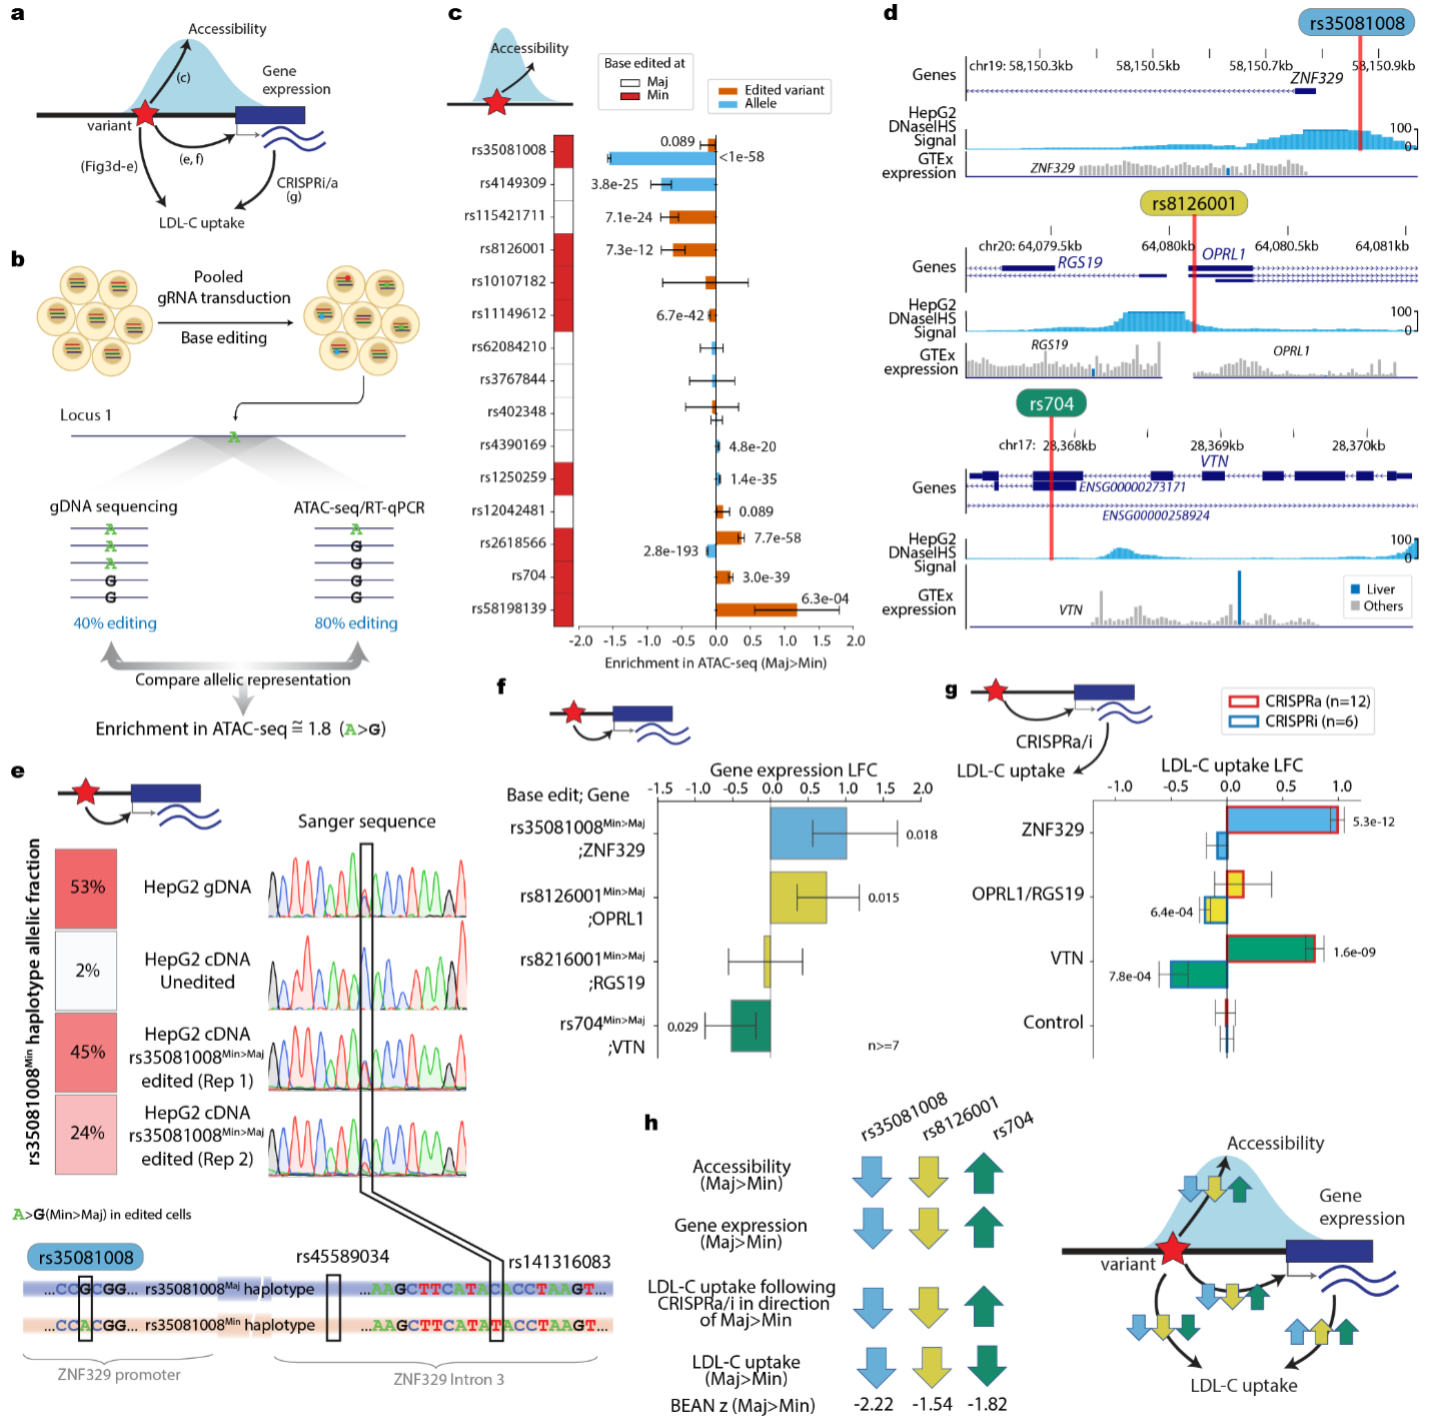 a
Accessibility
(c)
Gene
expression
variant
(Fig3d-e)
(e, f)
CRISPRi/a
(g)
LDL-C uptake
b
Pooled
gRNA transduction
Base editing
Locus 1
A
gDNA sequencing
ATAC-seq/RT-qPCR
A A
A G
A G
G G
G G
40% editing
80% editing
Compare allelic representation
Enrichment in ATAC-seq ≅ 1.8 (A>G)
c
Accessibility
Base edited at
Maj
Min
Edited variant
Allele
rs35081008
0.089
<1e-58
rs4149309
3.8e-25
rs115421711
7.1e-24
rs8126001
7.3e-12
rs10107182
rs11149612
6.7e-42
rs62084210
rs3767844
rs402348
rs4390169
4.8e-20
rs1250259
1.4e-35
rs12042481
0.089
rs2618566
7.7e-58
2.8e-193
rs704
3.0e-39
rs58198139
6.3e-04
-2.0 -1.5 -1.0 -0.5 0.0 0.5 1.0 1.5 2.0
Enrichment in ATAC-seq (Maj>Min)
d
rs35081008
chr19: 58,150.3kb 58,150.5kb 58,150.7kb 58,150.9kb
Genes
ZNF329
HepG2
DNaseIHS
Signal
100
0
GTEx
expression
ZNF329
rs8126001
chr20: 64,079.5kb 64,080kb 64,080.5kb 64,081kb
Genes
RGS19
OPRL1
HepG2
DNaseIHS
Signal
100
0
GTEx
expression
RGS19
OPRL1
rs704
chr17: 28,368kb 28,369kb 28,370kb
VTN
Genes
ENSG00000273171
ENSG00000258924
HepG2
DNaseIHS
Signal
100
0
GTEx
expression
VTN
Liver
Others
e
Sanger sequence
rs35081008Min haplotype allelic fraction
53%
HepG2 gDNA
2%
HepG2 cDNA
Unedited
45%
HepG2 cDNA
rs35081008Min>Maj
edited (Rep 1)
24%
HepG2 cDNA
rs35081008Min>Maj
edited (Rep 2)
A>G(Min>Maj) in edited cells
rs35081008
rs45589034
rs141316083
...CCGCGG... rs35081008Maj haplotype ...AAGCTTCATACACCTAAGT...
...CCACGG... rs35081008Min haplotype ...AAGCTTCATATACCTAAGT...
ZNF329 promoter
ZNF329 Intron 3
f
Gene expression LFC
Base edit; Gene
-1.5 -1.0 -0.5 0.0 0.5 1.0 1.5 2.0
rs35081008Min>Maj
;ZNF329
0.018
rs8126001Min>Maj
;OPRL1
0.015
rs8216001Min>Maj
;RGS19
rs704Min>Maj
;VTN
0.029
n>=7
g
CRISPRa/i
LDL-C uptake
CRISPRa (n=12)
CRISPRi (n=6)
LDL-C uptake LFC
-1.0 -0.5 0.0 0.5 1.0
ZNF329
5.3e-12
OPRL1/RGS19
6.4e-04
VTN
1.6e-09
7.8e-04
Control
h
rs35081008
rs8126001
rs704
Accessibility
(Maj>Min)
Gene expression
(Maj>Min)
LDL-C uptake following
CRISPRa/i in direction
of Maj>Min
LDL-C uptake
(Maj>Min)
BEAN z (Maj>Min) -2.22 -1.54 -1.82
Accessibility
Gene
expression
variant
LDL-C uptake